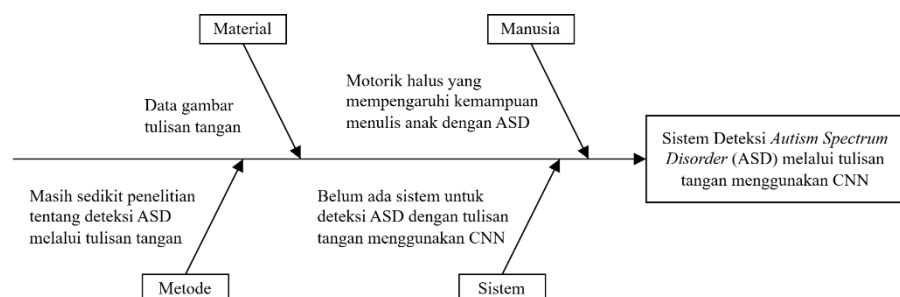 Material
Manusia
Data gambar
tulisan tangan
Motorik halus yang
mempengaruhi kemampuan
menulis anak dengan ASD
Sistem Deteksi Autism Spectrum
Disorder (ASD) melalui tulisan
tangan menggunakan CNN
Masih sedikit penelitian
tentang deteksi ASD
melalui tulisan tangan
Belum ada sistem untuk
deteksi ASD dengan tulisan
tangan menggunakan CNN
Metode
Sistem